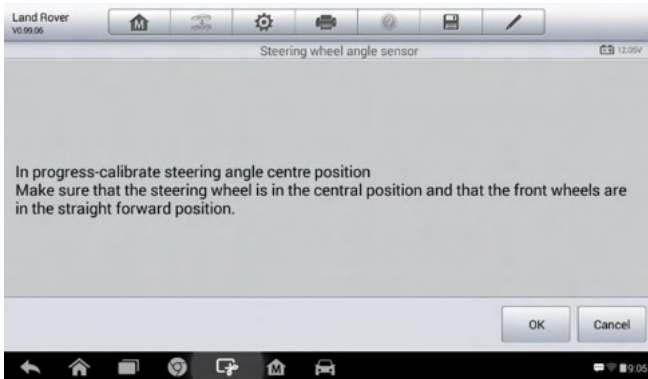 Land Rover
V0.99.06
M
Steering wheel angle sensor
12.05V
In progress-calibrate steering angle centre position
Make sure that the steering wheel is in the central position and that the front wheels are
in the straight forward position.
OK
Cancel
M
9:05